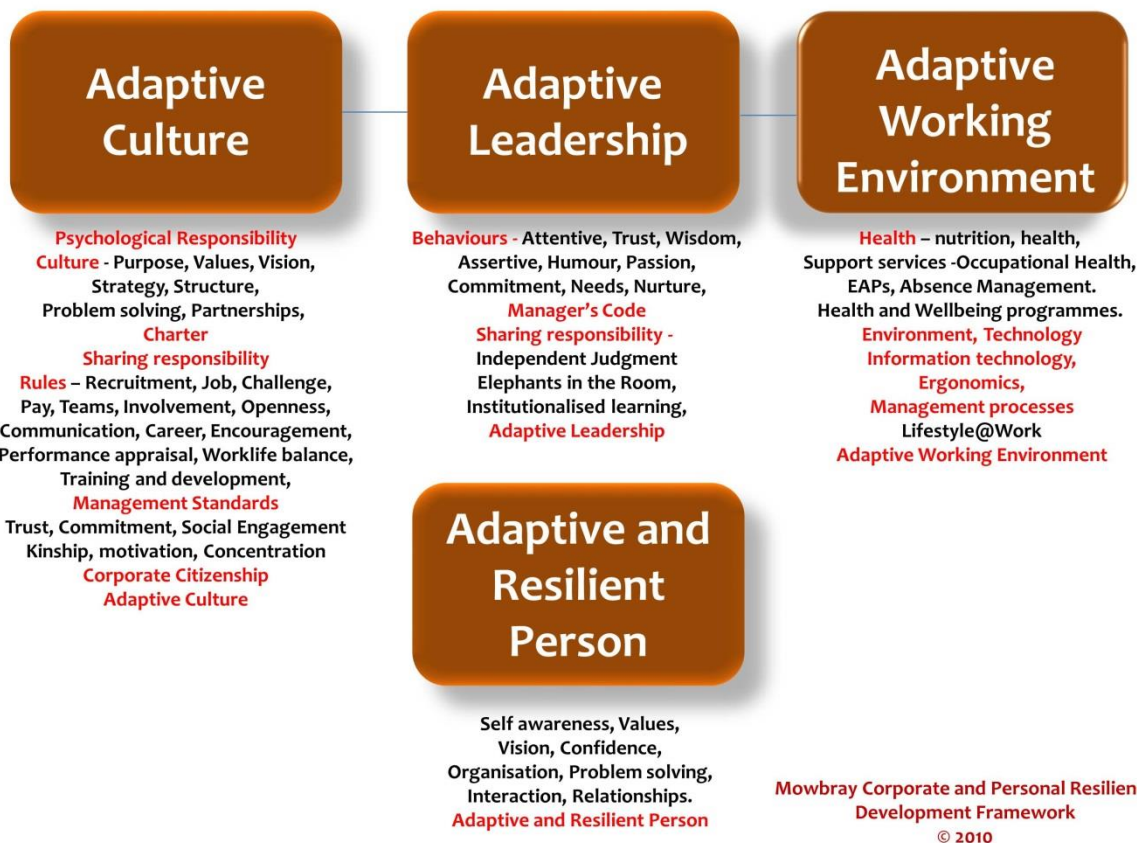 Adaptive
Culture
Adaptive
Leadership
Adaptive
Working
Environment
Psychological Responsibility
Culture - Purpose, Values, Vision,
Strategy, Structure,
Problem solving, Partnerships,
Charter
Sharing responsibility
Rules – Recruitment, Job, Challenge,
Pay, Teams, Involvement, Openness,
Communication, Career, Encouragement,
Performance appraisal, Worklife balance,
Training and development,
Management Standards
Trust, Commitment, Social Engagement
Kinship, motivation, Concentration
Corporate Citizenship
Adaptive Culture
Behaviours - Attentive, Trust, Wisdom,
Assertive, Humour, Passion,
Commitment, Needs, Nurture,
Manager's Code
Sharing responsibility -
Independent Judgment
Elephants in the Room,
Institutionalised learning,
Adaptive Leadership
Health – nutrition, health,
Support services -Occupational Health,
EAPs, Absence Management.
Health and Wellbeing programmes.
Environment, Technology
Information technology,
Ergonomics,
Management processes
Lifestyle@Work
Adaptive Working Environment
Adaptive and
Resilient
Person
Self awareness, Values,
Vision, Confidence,
Organisation, Problem solving,
Interaction, Relationships.
Adaptive and Resilient Person
Mowbray Corporate and Personal Resilien
Development Framework
© 2010